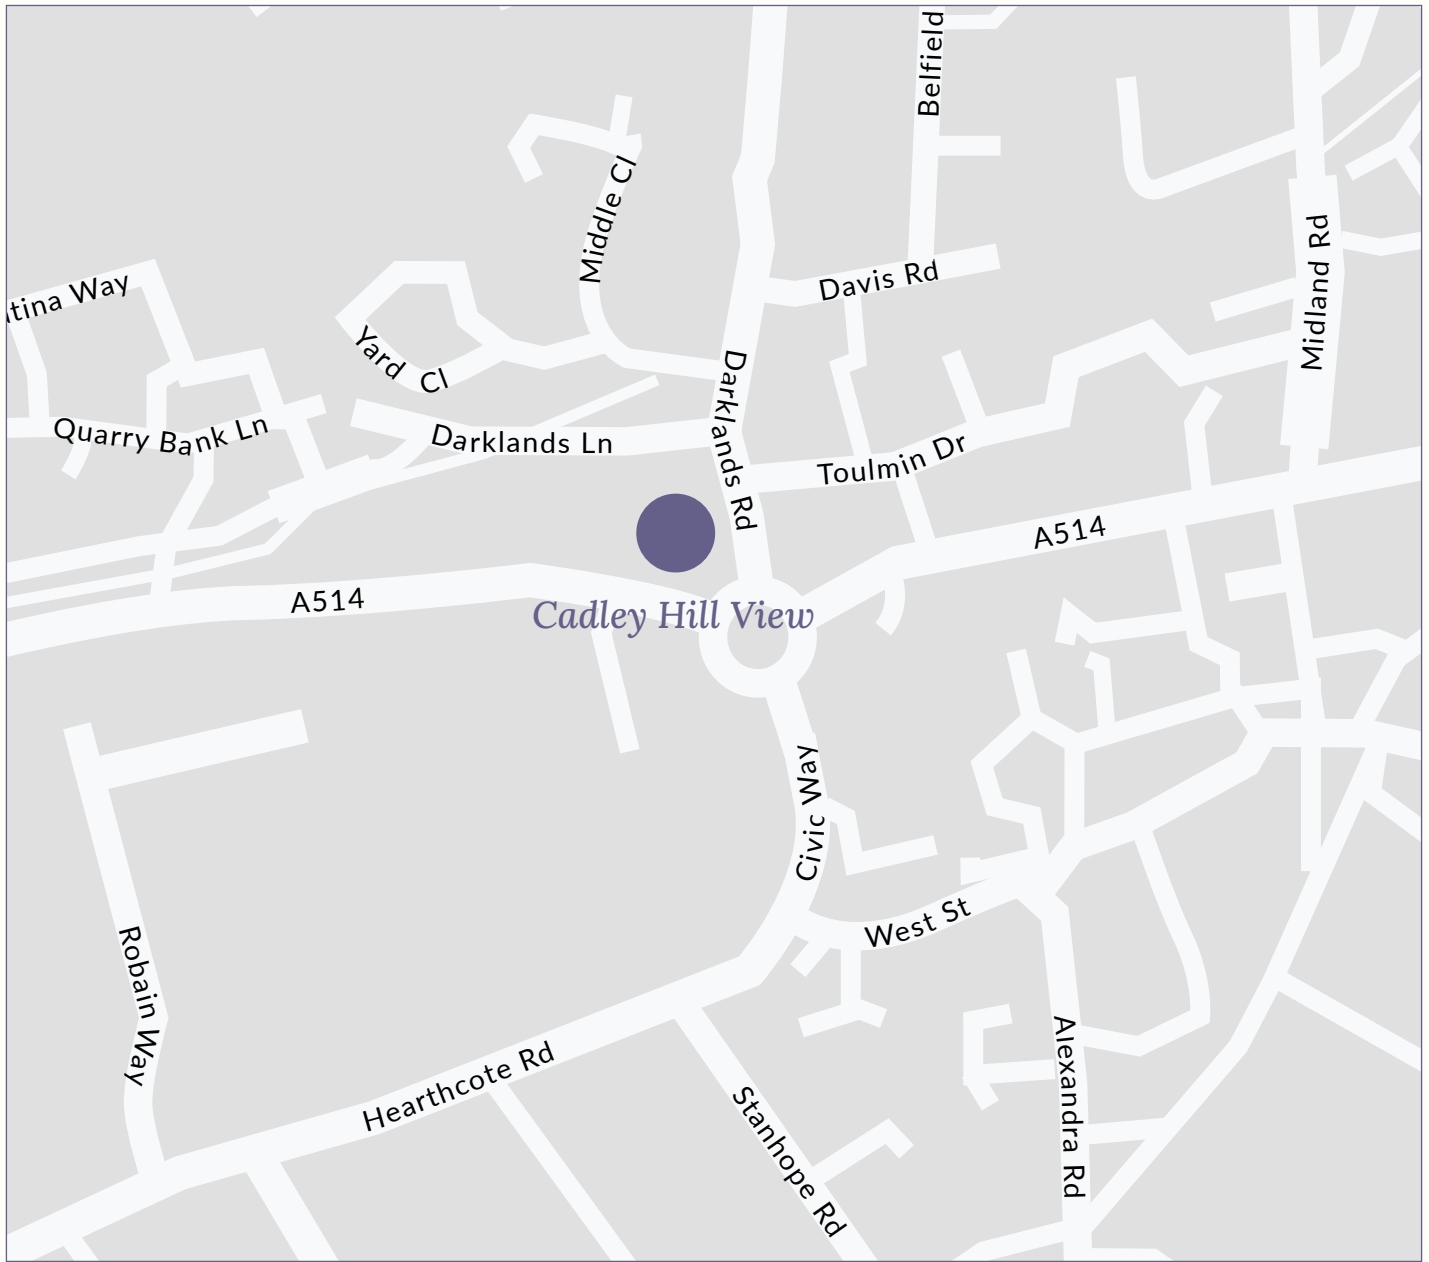 Belfield
Middle Cl
Midland Rd
Davis Rd
tina Way
Yard Cl
Darklands Rd
Quarry Bank Ln
Darklands Ln
Toulmin Dr
A514
A514
Cadley Hill View
Civic Way
West St
Robain Way
Hearthcote Rd
Alexandra Rd
Stanhope Rd